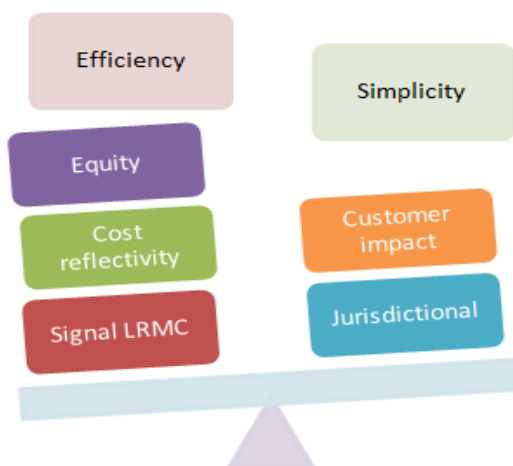 Efficiency
Simplicity
Equity
Cost
reflectivity
Signal LRMC
Customer
impact
Jurisdictional